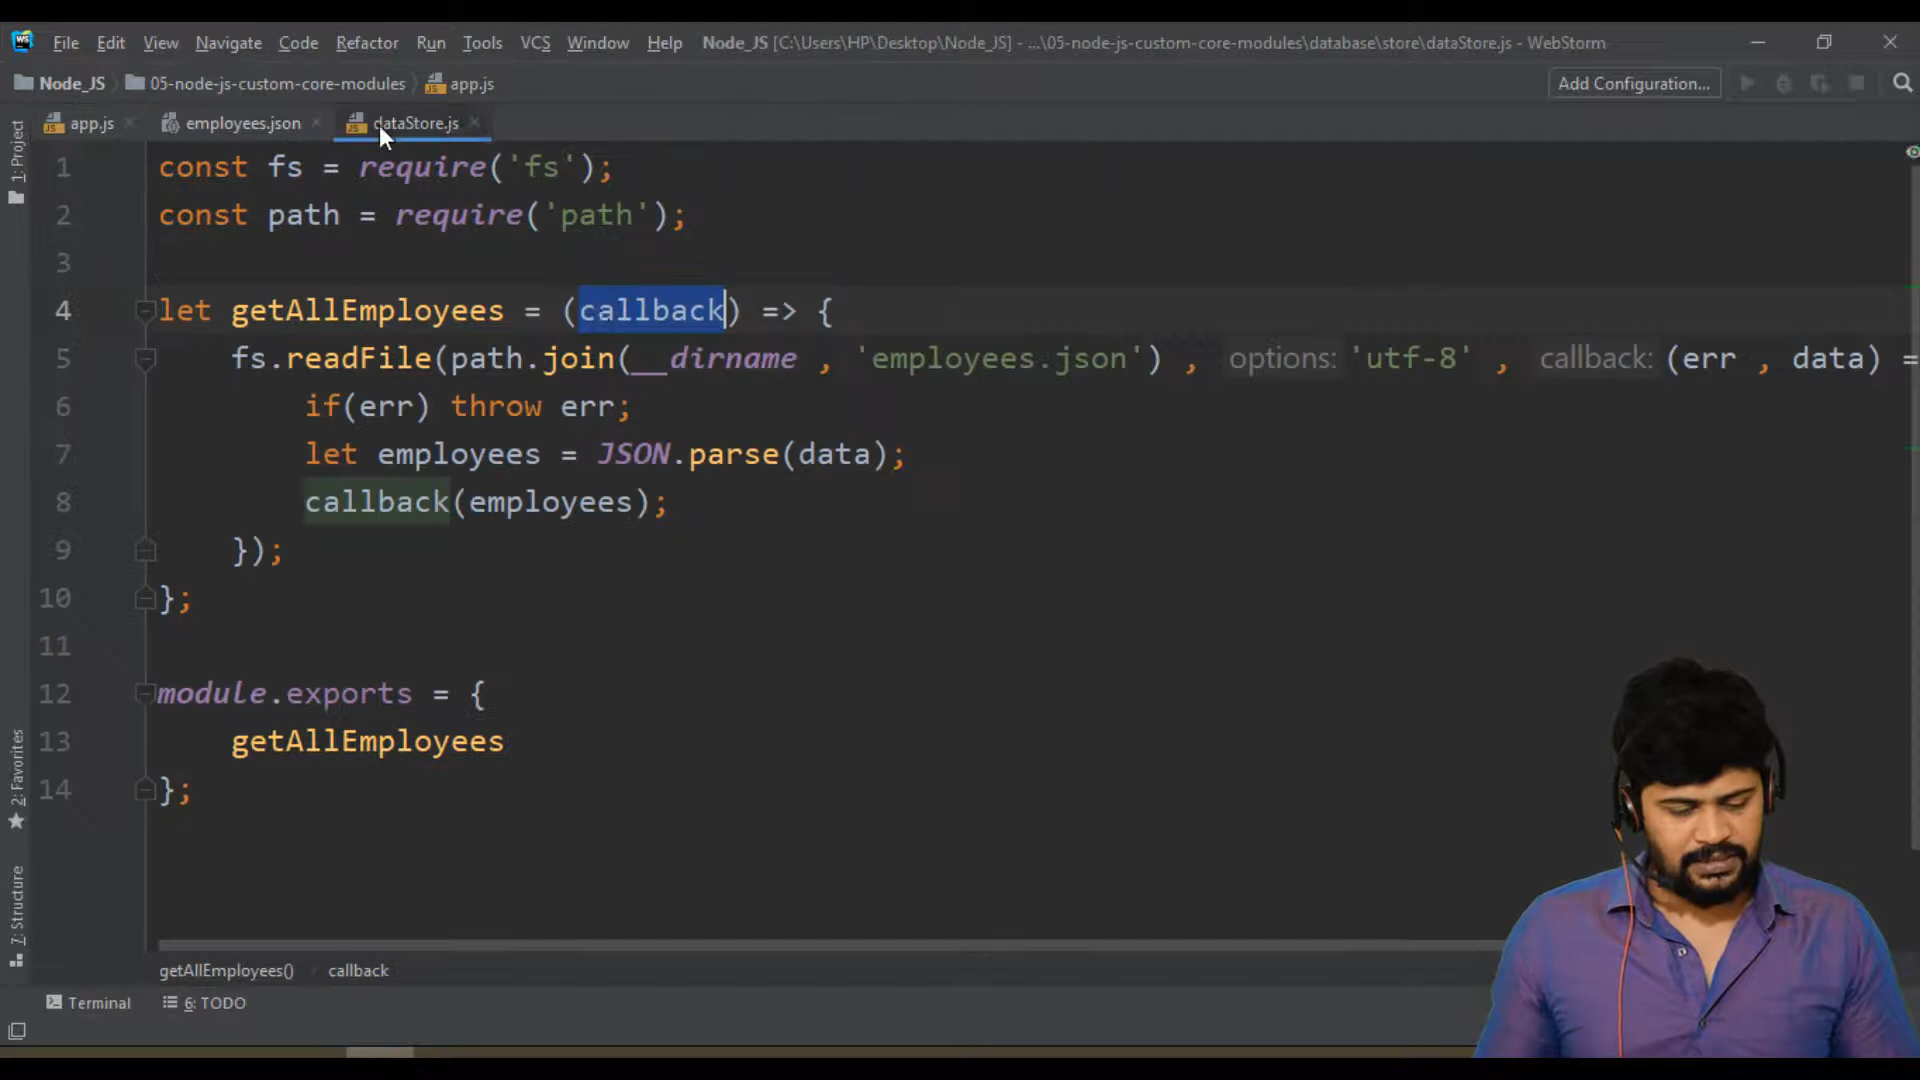 File Edit View Navigate Code Refactor Run Tools VCS Window Help Node_JS [C:\Users\HP\Desktop\Node_JS] - ...\05-node-js-custom-core-modules\database\store\dataStore.js - WebStorm
Node_JS 05-node-js-custom-core-modules app.js Add Configuration...
app.js employees.json dataStore.js
1: Project
1 const fs = require('fs');
2 const path = require('path');
3
4 let getAllEmployees = (callback) => {
5 fs.readFile(path.join(__dirname , 'employees.json') , options: 'utf-8' , callback: (err , data) =
6 if(err) throw err;
7 let employees = JSON.parse(data);
8 callback(employees);
9 });
10 };
11
12 module.exports = {
13 getAllEmployees
14 };
2: Favorites
7: Structure
getAllEmployees() callback
Terminal 6: TODO